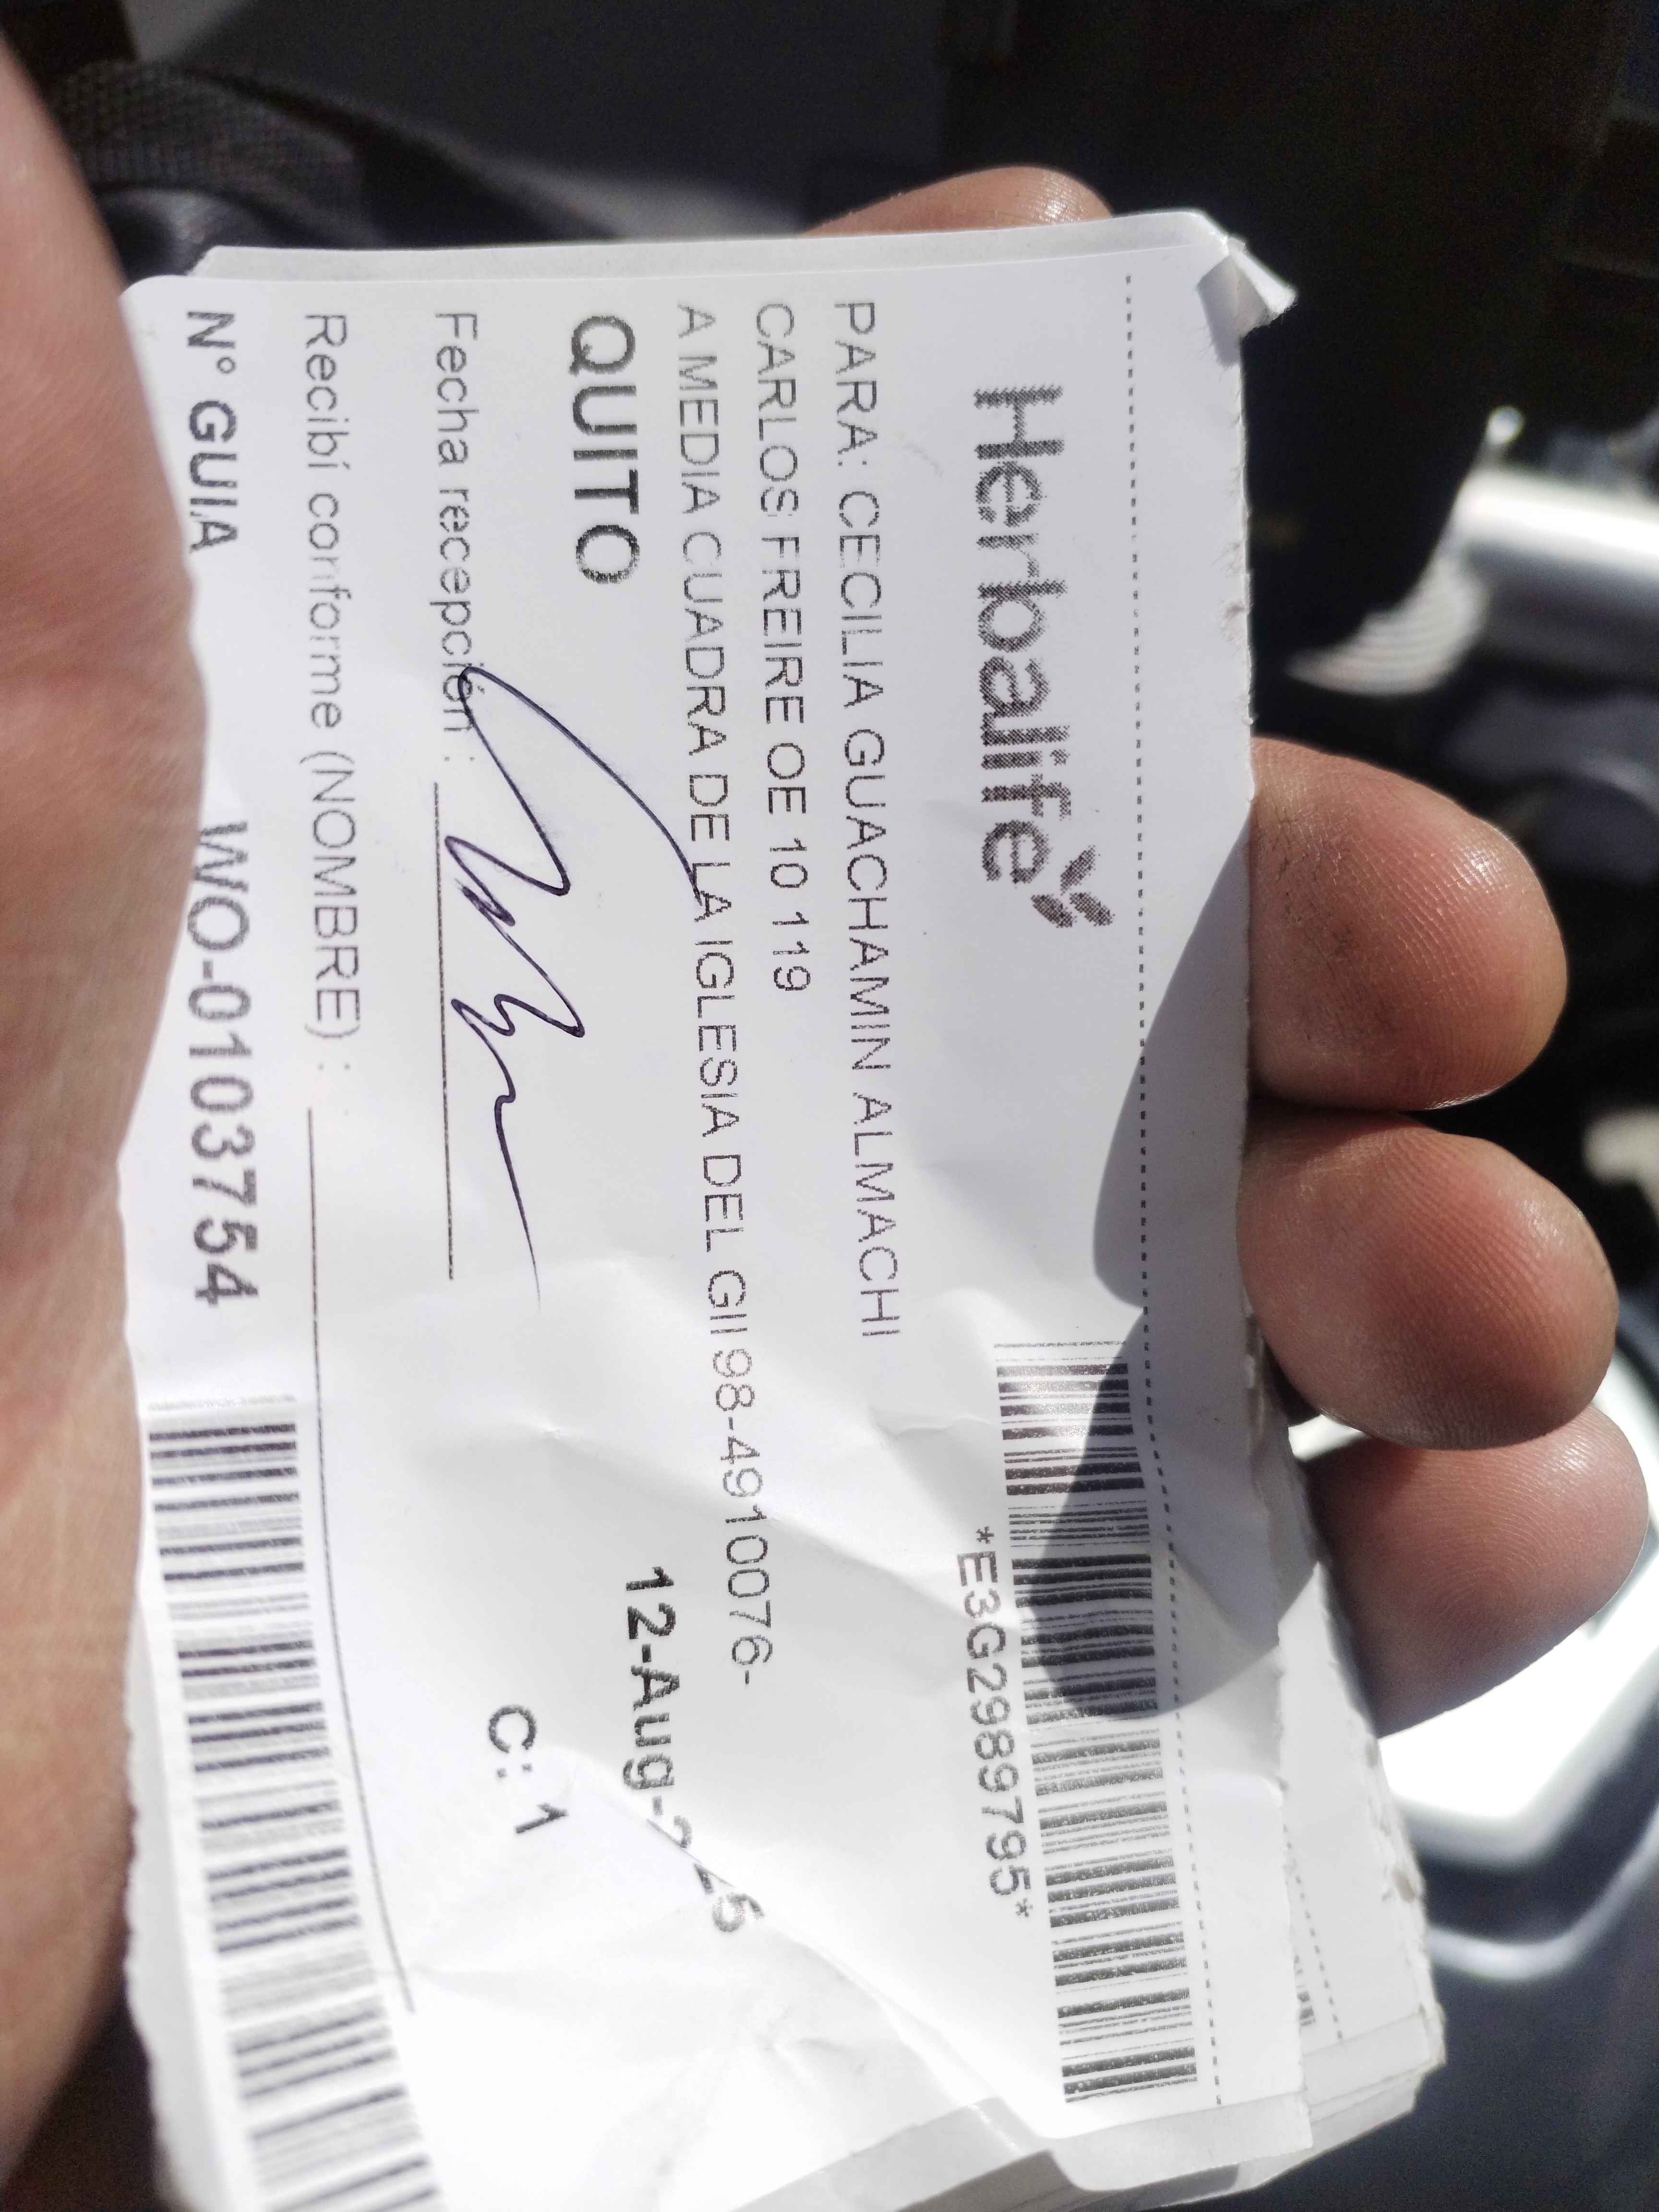 Herbalife
*E3G2989795*
PARA: CECILIA GUACHAMIN ALMACHI
CARLOS FREIRE OE 10 119
A MEDIA CUADRA DE LA IGLESIA DEL GII 98-4910076-
QUITO
C: 1
Fecha recepción :
Recibí conforme (NOMBRE) :
N° GUIA WO-0103754